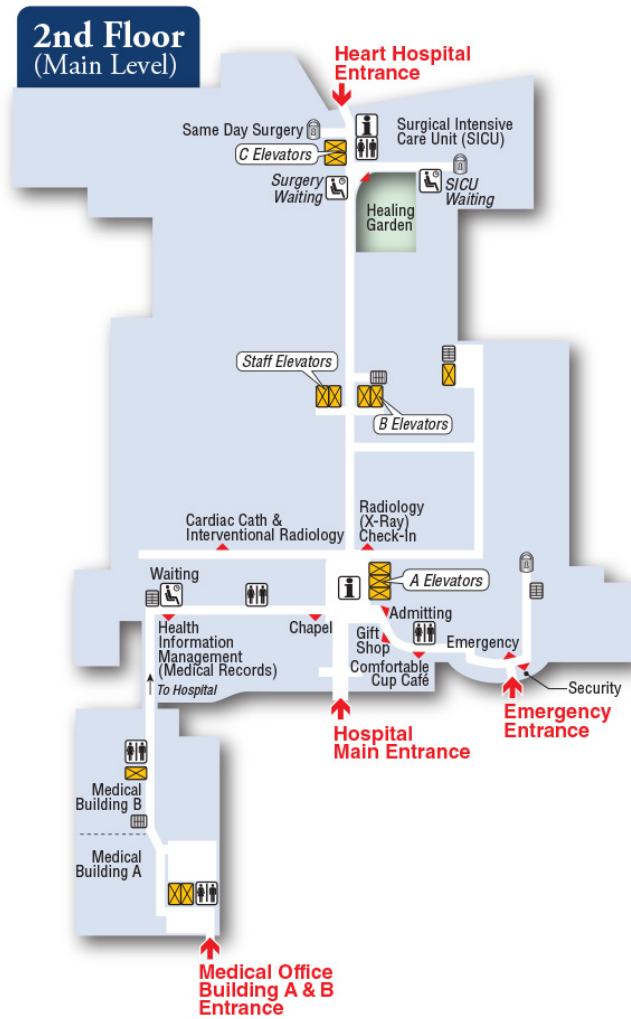 2nd Floor
(Main Level)
Heart Hospital
Entrance
Same Day Surgery
Surgical Intensive
Care Unit (SICU)
C Elevators
Surgery
Waiting
SICU
Waiting
Healing
Garden
Staff Elevators
B Elevators
Cardiac Cath &
Interventional Radiology
Radiology
(X-Ray)
Check-In
Waiting
A Elevators
Admitting
Health
Information
Management
(Medical Records)
Chapel
Gift
Shop
Emergency
Comfortable
Cup Café
To Hospital
Security
Hospital
Main Entrance
Emergency
Entrance
Medical
Building B
Medical
Building A
Medical Office
Building A & B
Entrance